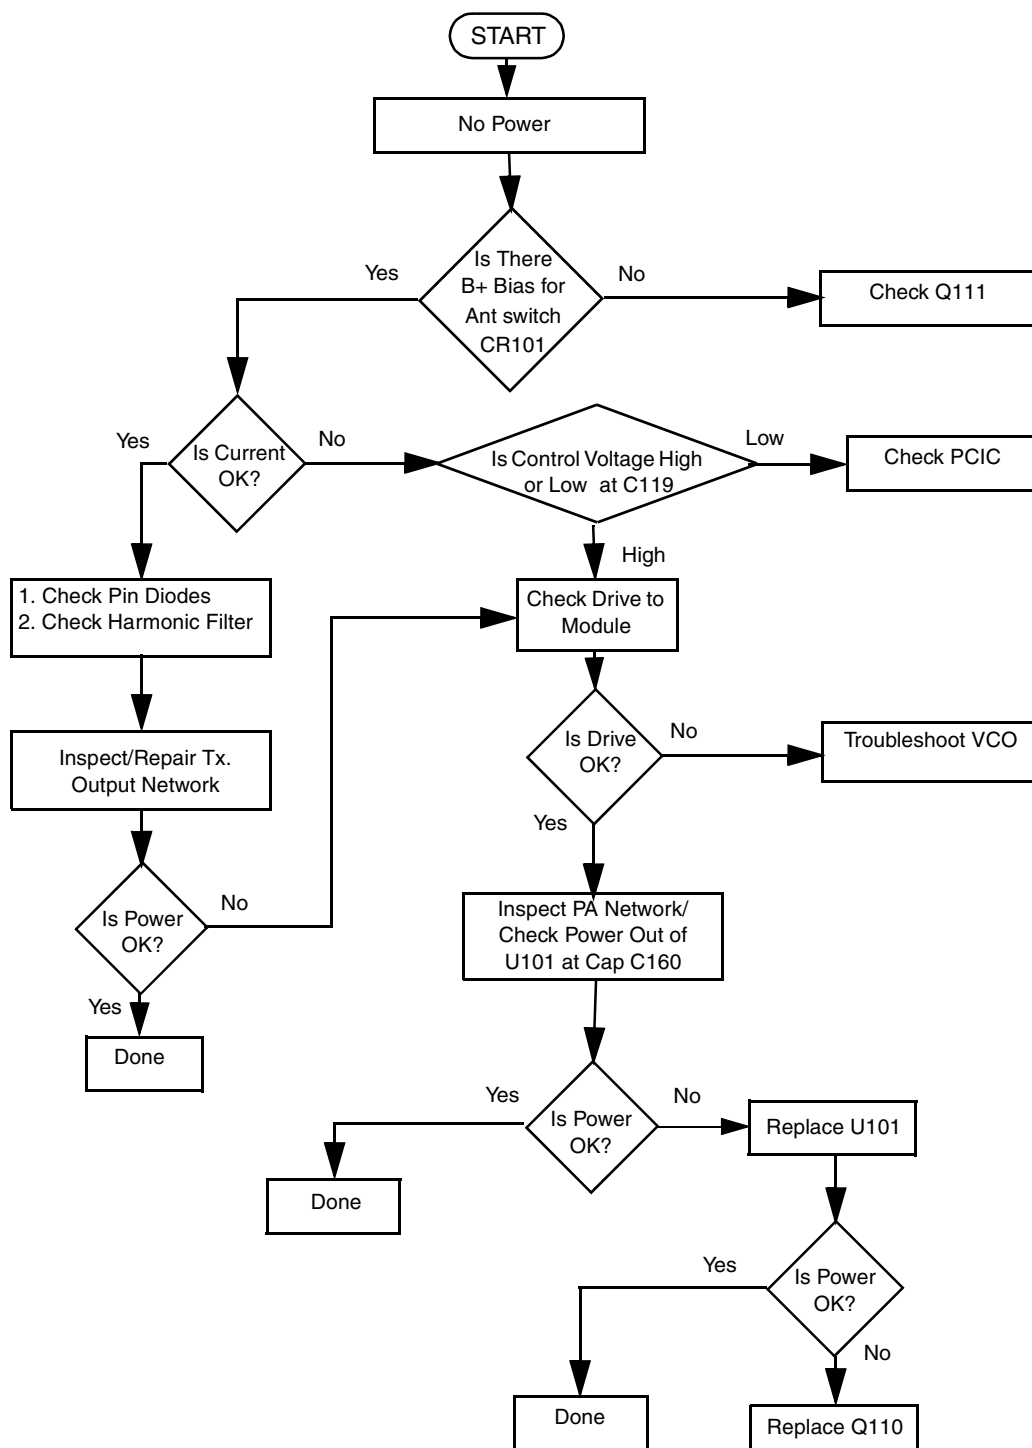 START
No Power
Is There
B+ Bias for
Ant switch
CR101
Yes
No
Check Q111
Is Current
OK?
Yes
No
Is Control Voltage High
or Low at C119
Low
Check PCIC
High
1. Check Pin Diodes
2. Check Harmonic Filter
Check Drive to
Module
Inspect/Repair Tx.
Output Network
Is Drive
OK?
No
Troubleshoot VCO
Yes
Is Power
OK?
No
Yes
Done
Inspect PA Network/
Check Power Out of
U101 at Cap C160
Is Power
OK?
Yes
No
Done
Replace U101
Is Power
OK?
Yes
No
Done
Replace Q110